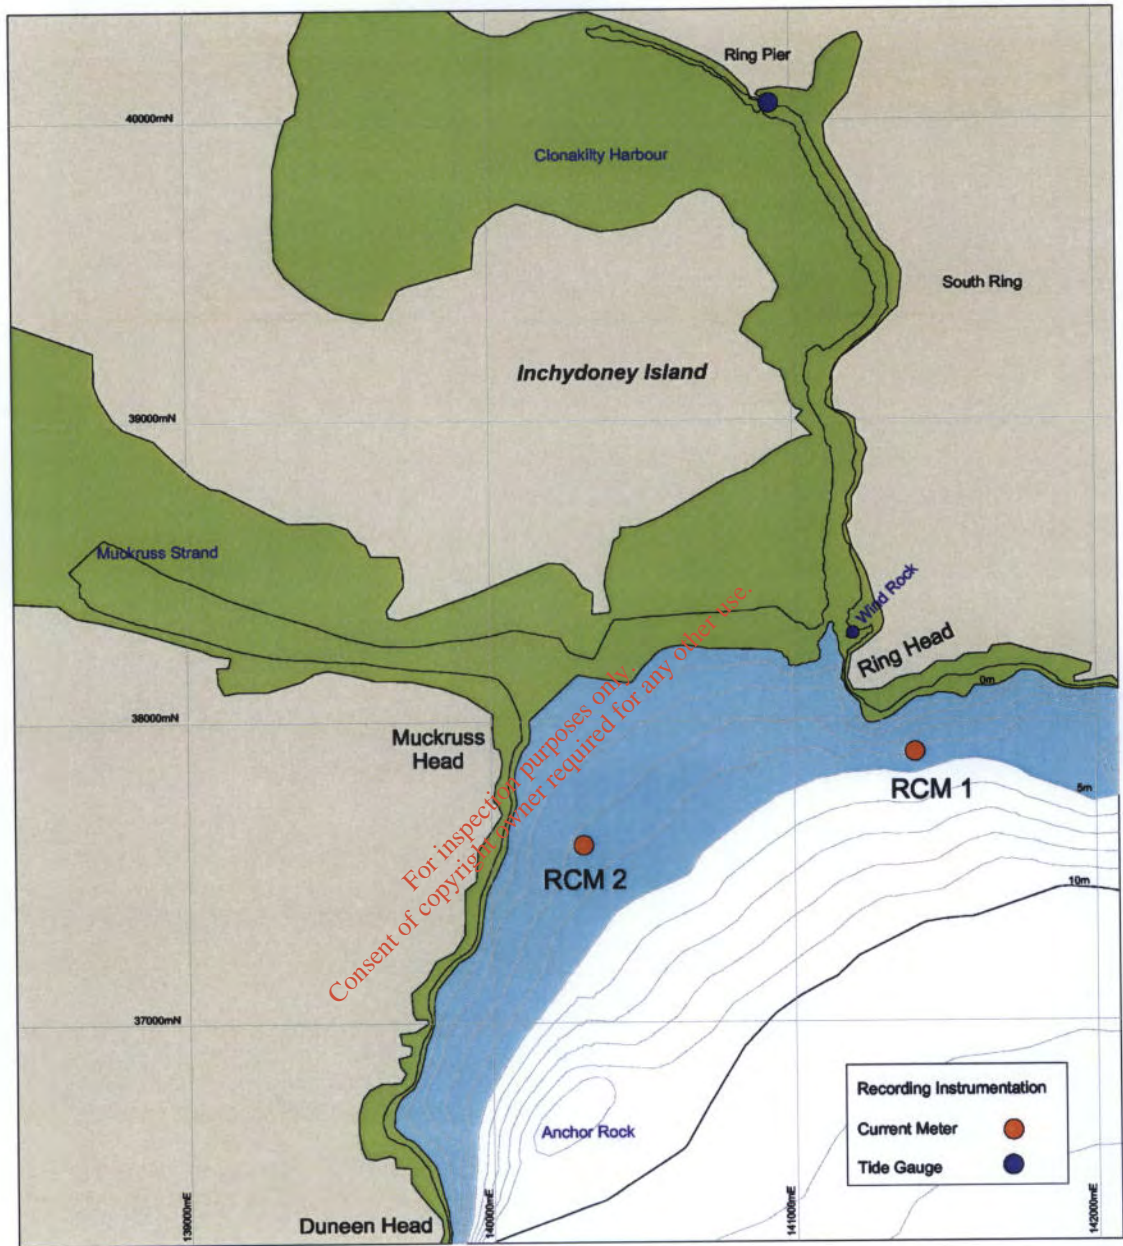 Ring Pier
40000mN
Clonakilty Harbour
South Ring
Inchydoney Island
39000mN
Muckruss Strand
Wind Rock
Ring Head
0m
38000mN
Muckruss
Head
RCM 1
5m
RCM 2
10m
For inspection purposes only.
Consent of copyright owner required for any other use.
37000mN
Anchor Rock
Recording Instrumentation
Current Meter
Tide Gauge
Duneen Head
139000mE
140000mE
141000mE
142000mE